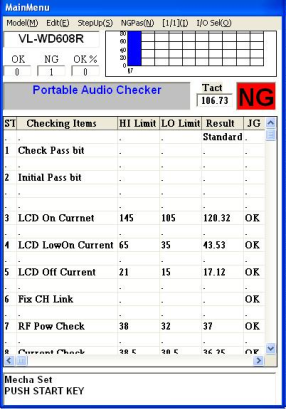 MainMenu
Model(M) Edit(E) StepUp(S) NGPas(N) [1/1](I) I/O Sel(O)
VL-WD608R
OK NG OK%
0 1 0
80
60
40
20
0
1/7
Portable Audio Checker
Tact
106.73
NG
ST Checking Items HI Limit LO Limit Result JG
. . . . Standard .
1 Check Pass bit
2 Initial Pass bit
3 LCD On Currnet 145 105 120.32 OK
4 LCD LowOn Current 65 35 43.53 OK
5 LCD Off Current 21 15 17.12 OK
6 Fix CH Link OK
7 RF Pow Check 38 32 37 OK
8 Current Check 38.5 30.5 36.25 OK
Mecha Set
PUSH START KEY